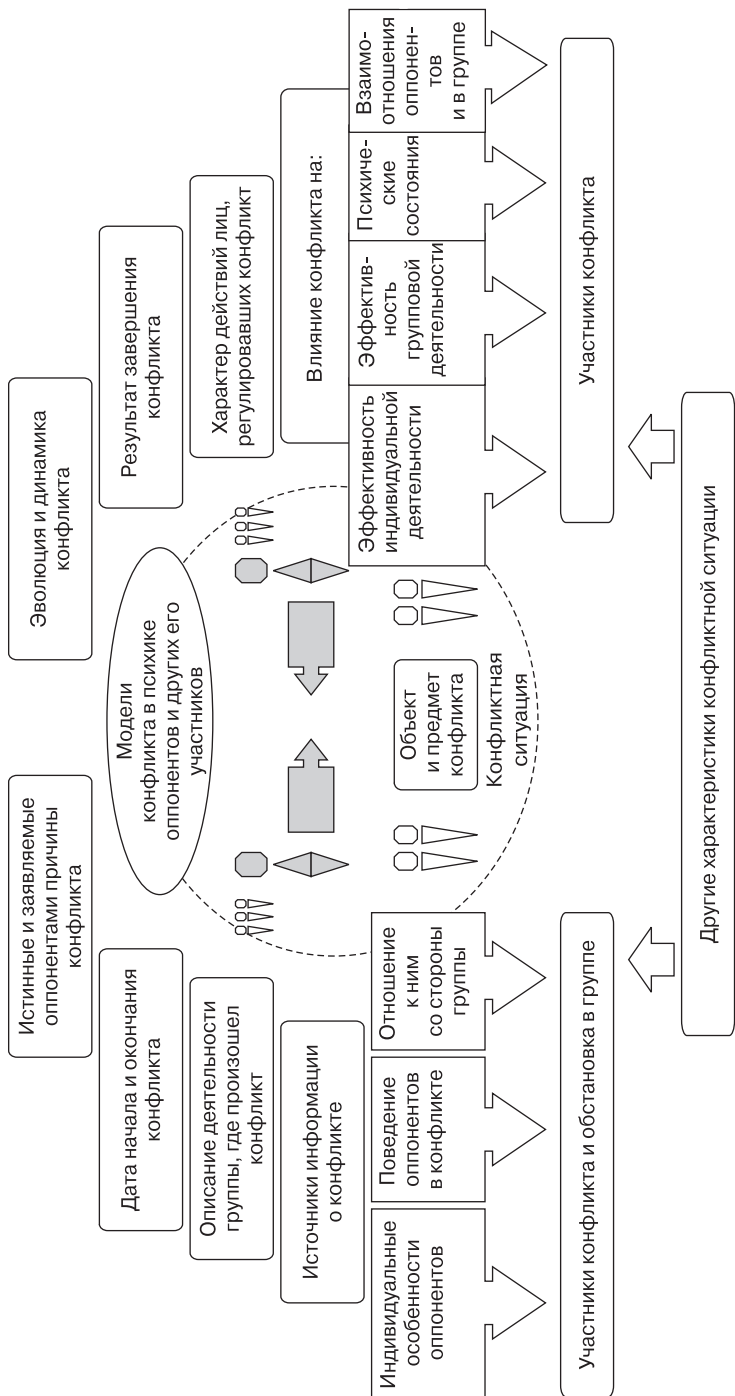 Истинные и заявляемые
оппонентами причины
конфликта
Эволюция и динамика
конфликта
Дата начала и окончания
конфликта
Модели
конфликта в психике
оппонентов и других его
участников
Результат завершения
конфликта
Описание деятельности
группы, где произошел
конфликт
Характер действий лиц,
регулировавших конфликт
Источники информации
о конфликте
Влияние конфликта на:
Индивидуальные
особенности
оппонентов
Поведение
оппонентов
в конфликте
Отношение
к ним
со стороны
группы
Объект
и предмет
конфликта
Конфликтная
ситуация
Эффективность
индивидуальной
деятельности
Эффектив-
ность
групповой
деятельности
Психиче-
ские
состояния
Взаимо-
отношения
оппонен-
тов
и в группе
Участники конфликта и обстановка в группе
Участники конфликта
Другие характеристики конфликтной ситуации